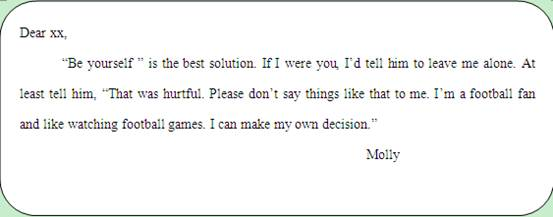 Dear xx,
“Be yourself ” is the best solution. If I were you, I’d tell him to leave me alone. At
least tell him, “That was hurtful. Please don’t say things like that to me. I’m a football fan
and like watching football games. I can make my own decision.”
Molly